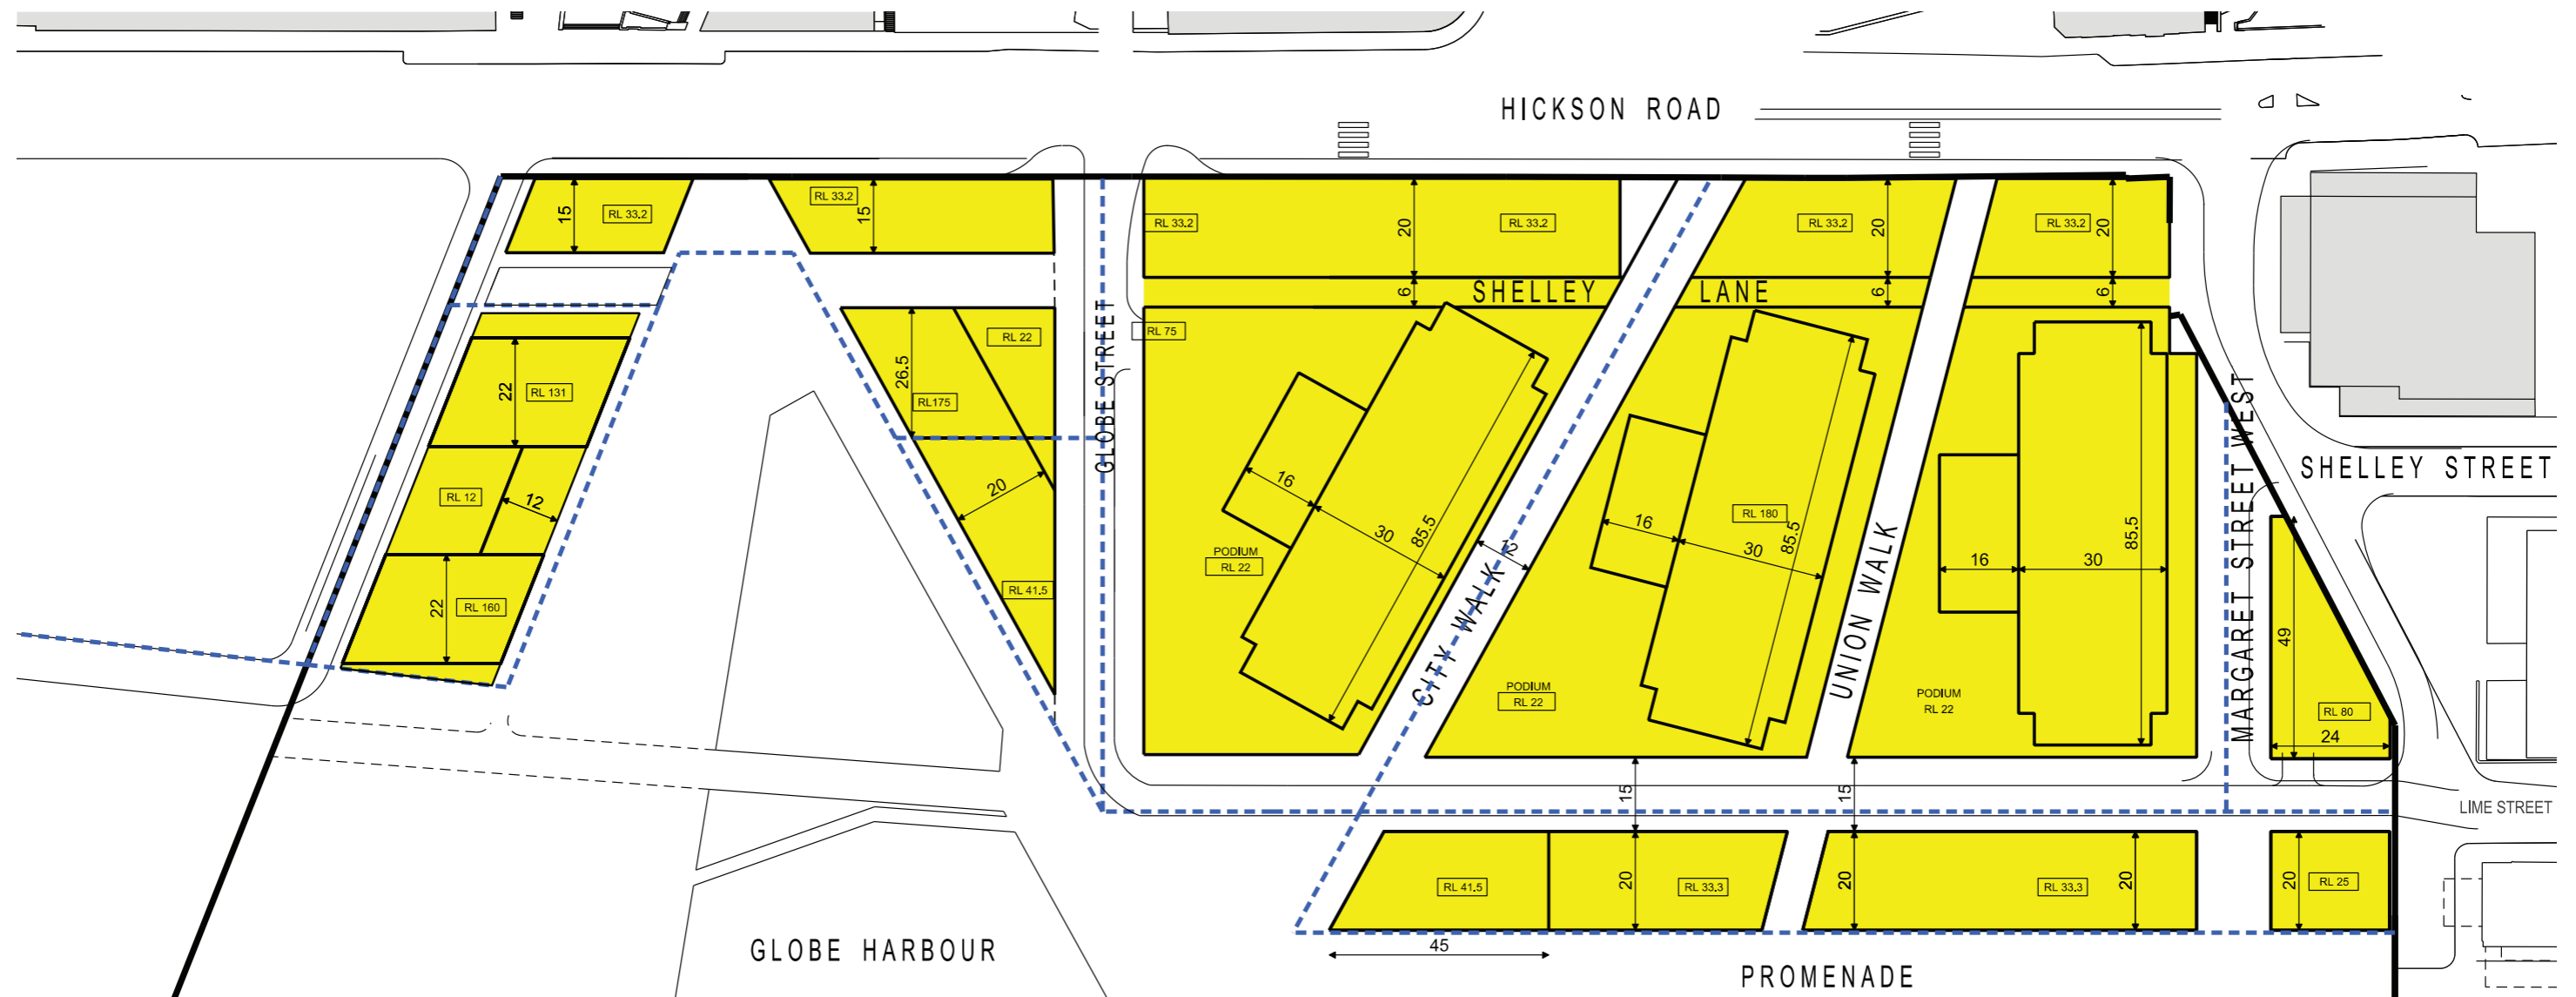 HICKSON ROAD
15
RL 33.2
RL 33.2
15
RL 33.2
20
RL 33.2
RL 33.2
20
RL 33.2
20
6
SHELLEY LANE
6
6
22
RL 131
RL 12
12
22
RL 160
26.5
RL 22
RL175
20
RL 41.5
GLOBE STREET
RL 75
16
30
85.5
PODIUM
RL 22
CITY WALK
12
16
30
RL 180
85.5
PODIUM
RL 22
UNION WALK
16
30
85.5
PODIUM
RL 22
MARGARET STREET WEST
SHELLEY STREET
49
RL 80
24
15
15
LIME STREET
RL 41.5
20
RL 33.3
20
RL 33.3
20
20
RL 25
45
GLOBE HARBOUR
PROMENADE